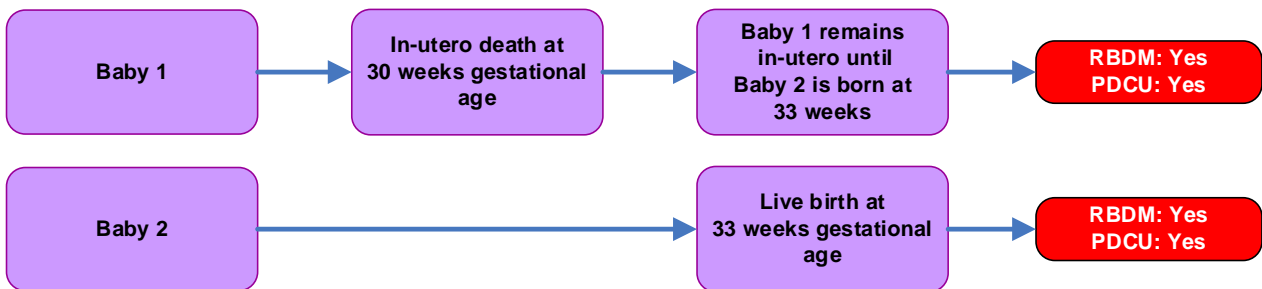 Baby 1
In-utero death at
30 weeks gestational
age
Baby 1 remains
in-utero until
Baby 2 is born at
33 weeks
RBDM: Yes
PDCU: Yes
Baby 2
Live birth at
33 weeks gestational
age
RBDM: Yes
PDCU: Yes